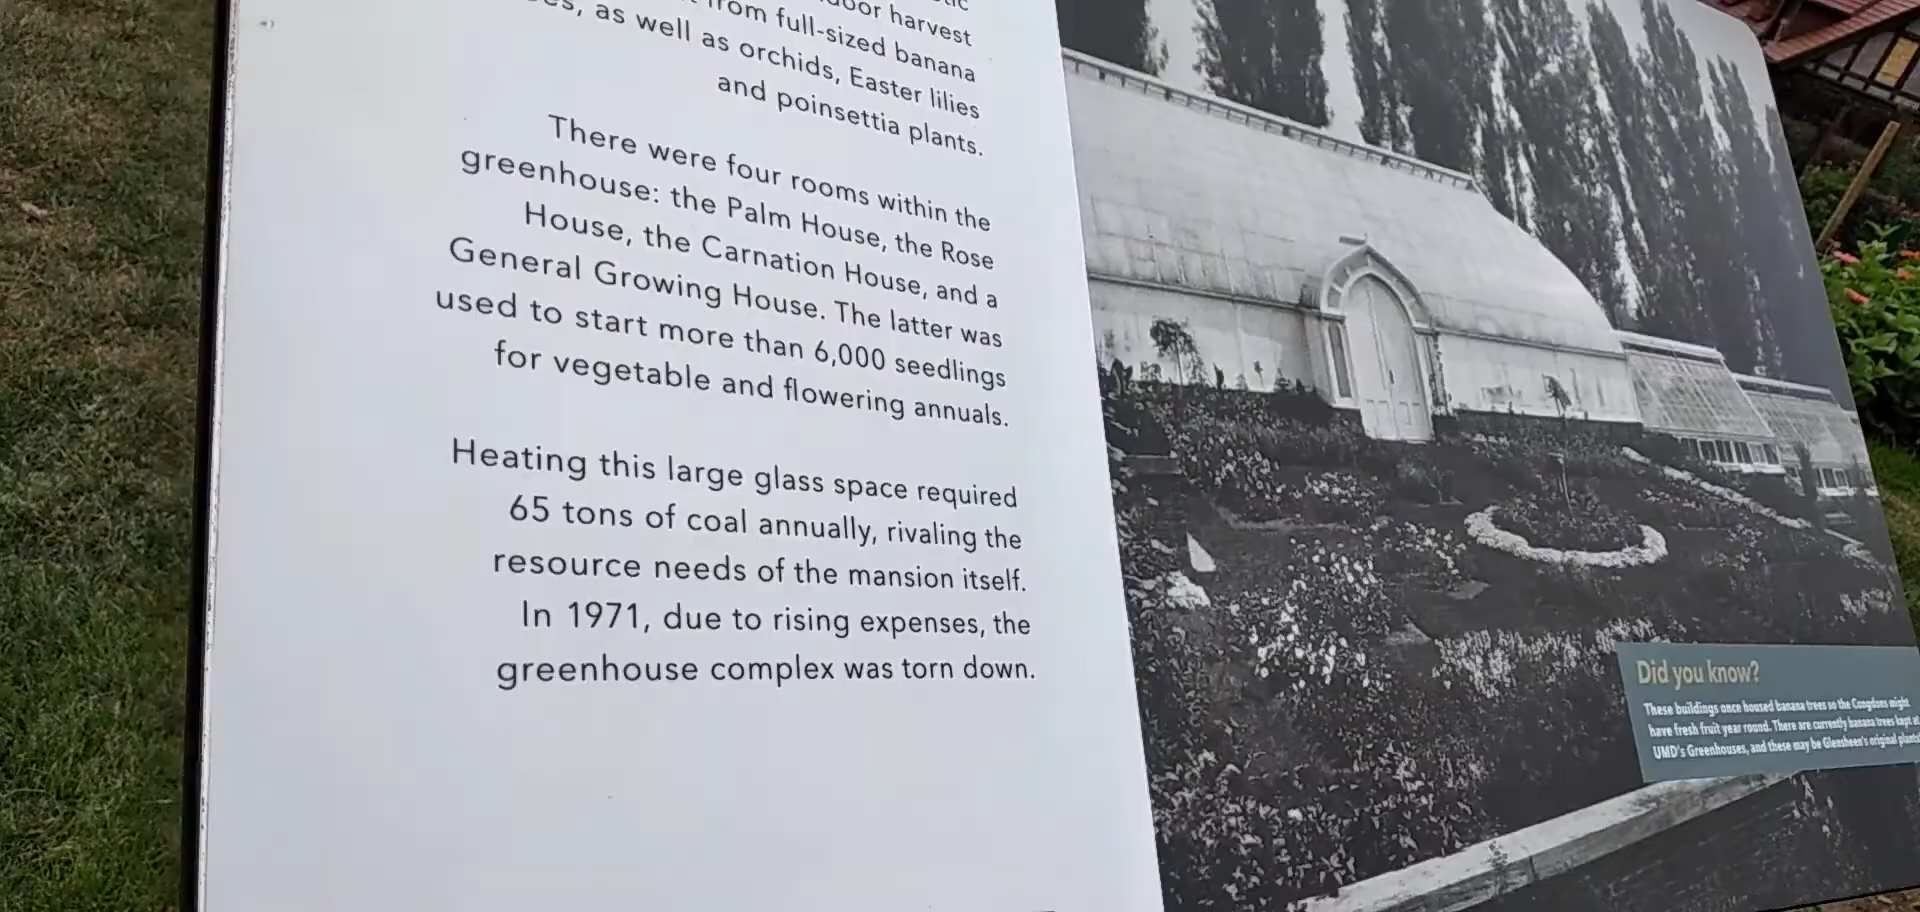 harvest
from full-sized banana
as well as orchids, Easter lilies
and poinsettia plants.
There were four rooms within the
greenhouse: the Palm House, the Rose
House, the Carnation House, and a
General Growing House. The latter was
used to start more than 6,000 seedlings
for vegetable and flowering annuals.
Heating this large glass space required
65 tons of coal annually, rivaling the
resource needs of the mansion itself.
In 1971, due to rising expenses, the
greenhouse complex was torn down.
Did you know?
These buildings once housed banana trees so the Congdons might
have fresh fruit year round. There are currently banana trees kept at
UMD's Greenhouses, and these may be Glensheen's original plants